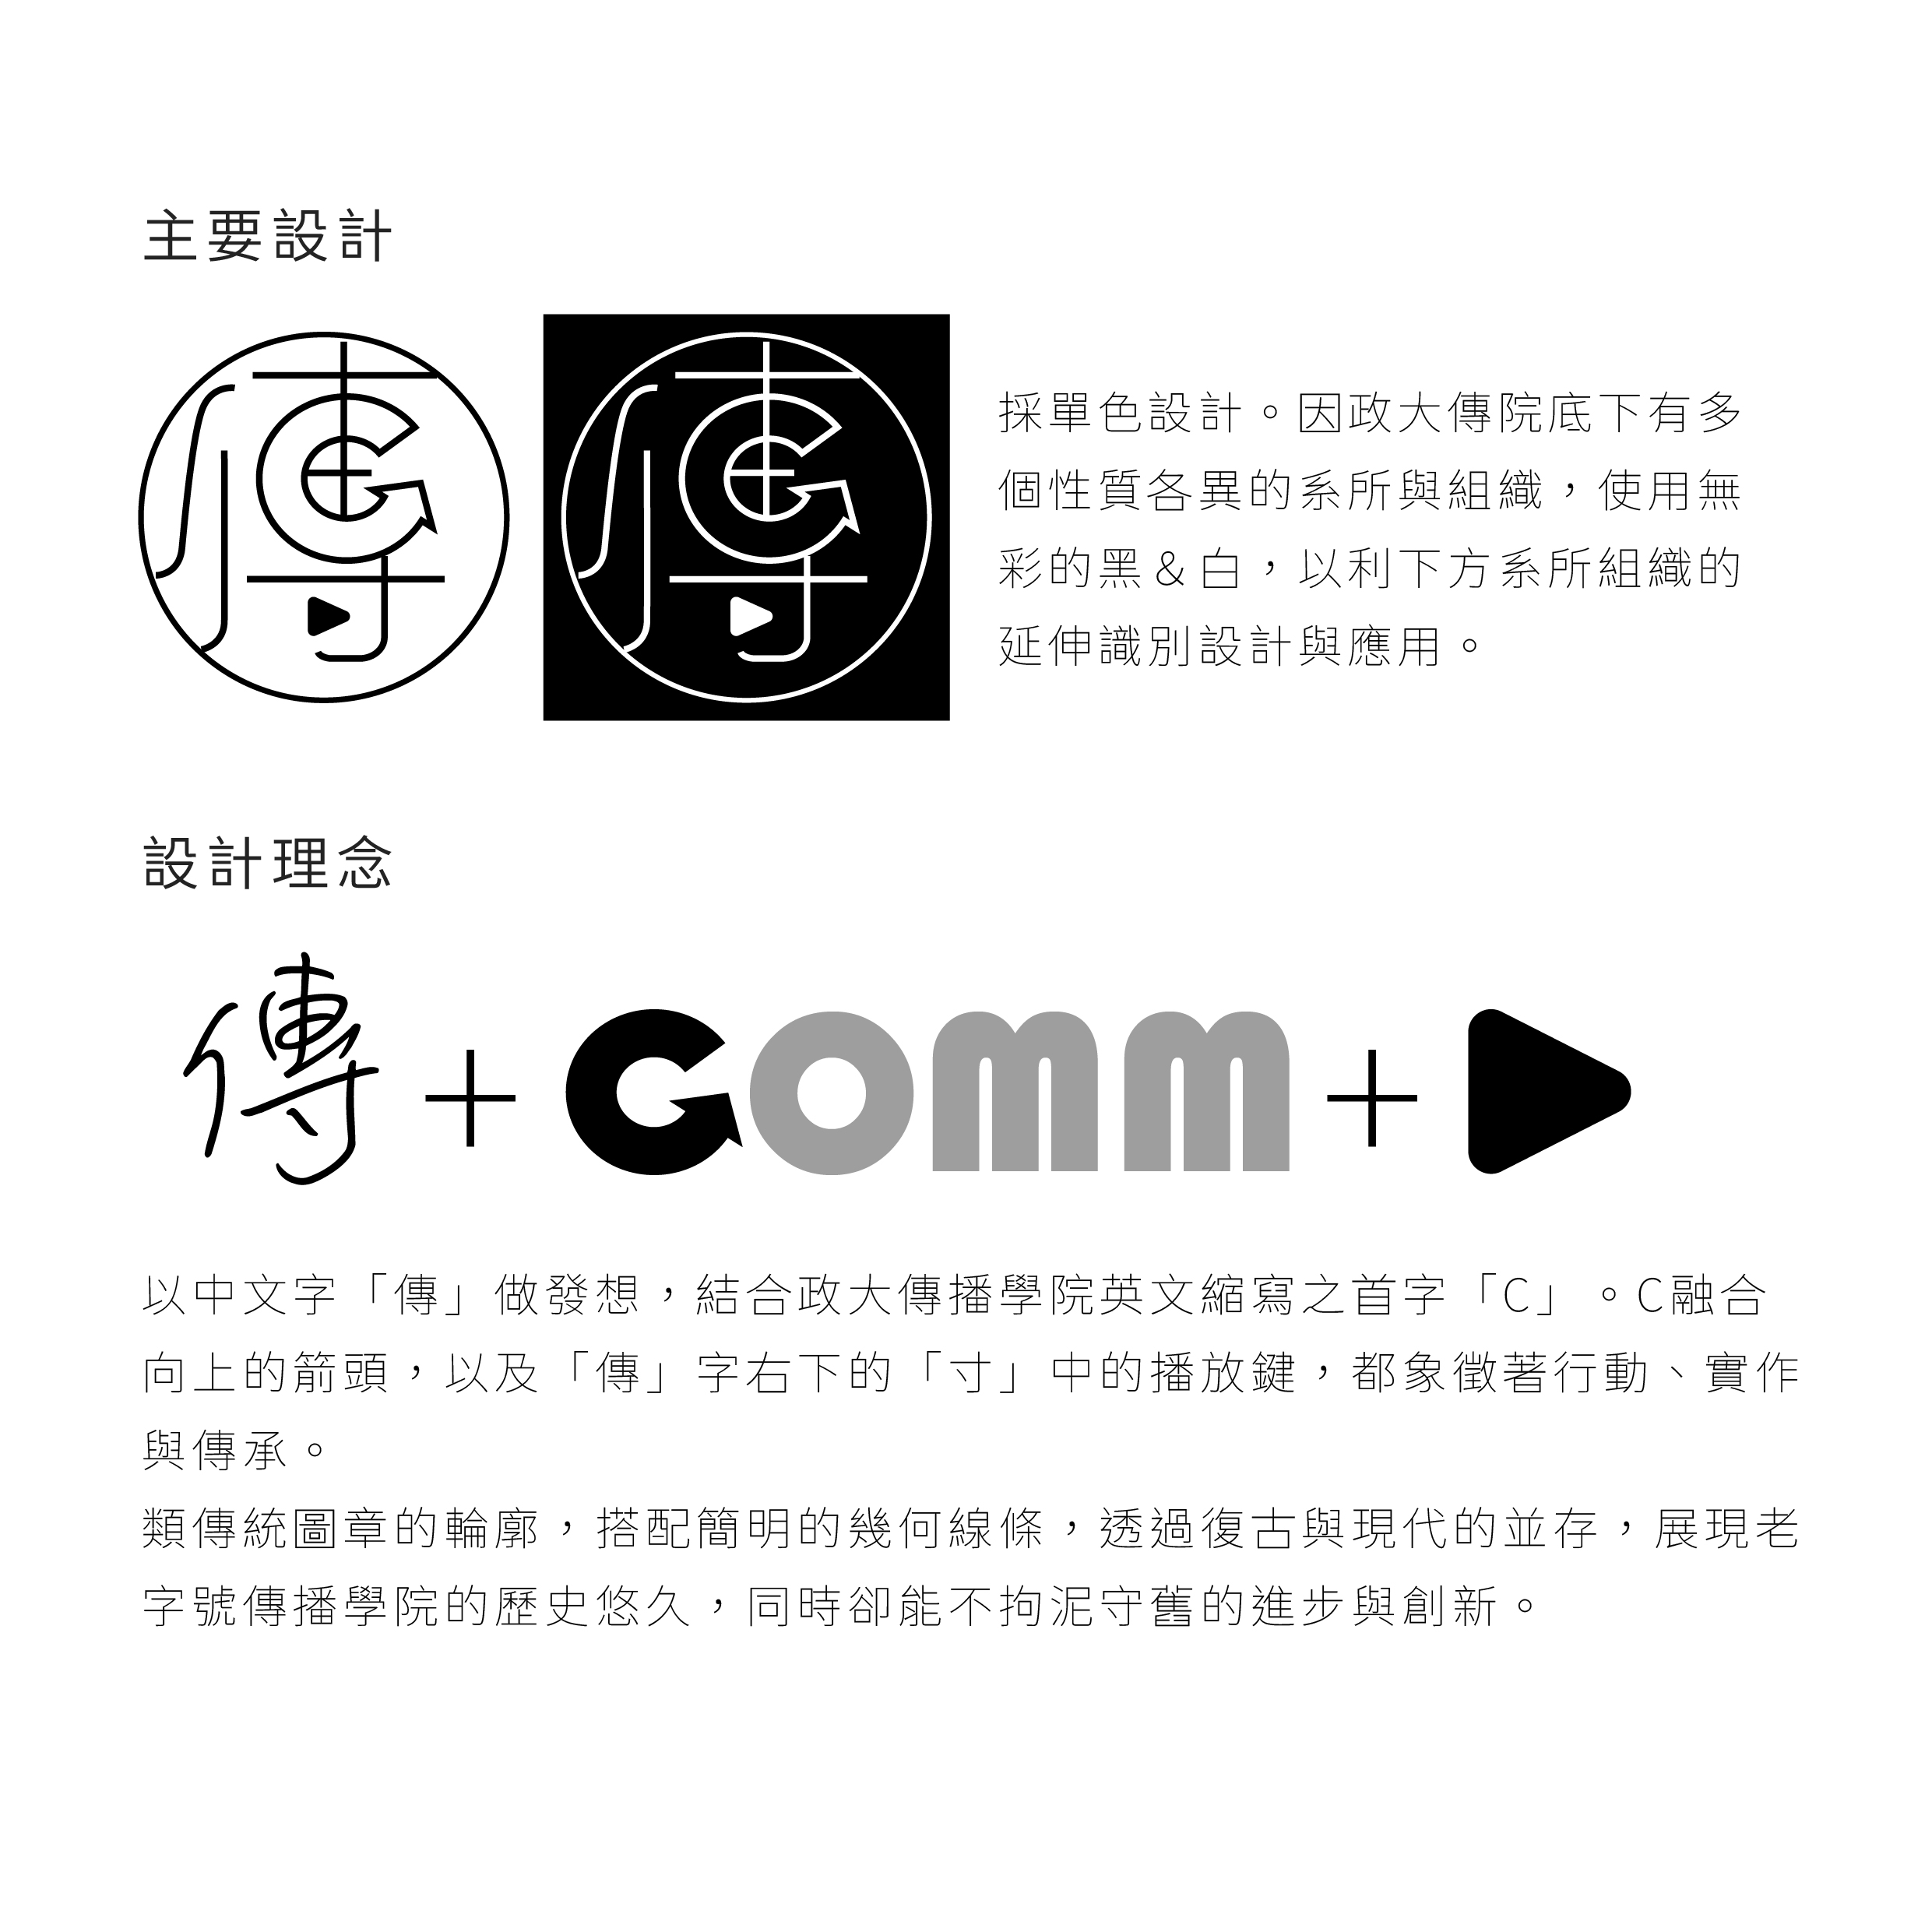 主要設計
傳
傳
採單色設計。因政大傳院底下有多
個性質各異的系所與組織，使用無
彩的黑&白，以利下方系所組織的
延伸識別設計與應用。
設計理念
傳+COMM+
以中文字「傳」做發想，結合政大傳播學院英文縮寫之首字「C」。C融合
向上的箭頭，以及「傳」字右下的「寸」中的播放鍵，都象徵著行動、實作
與傳承。
類傳統圖章的輪廓，搭配簡明的幾何線條，透過復古與現代的並存，展現老
字號傳播學院的歷史悠久，同時卻能不拘泥守舊的進步與創新。